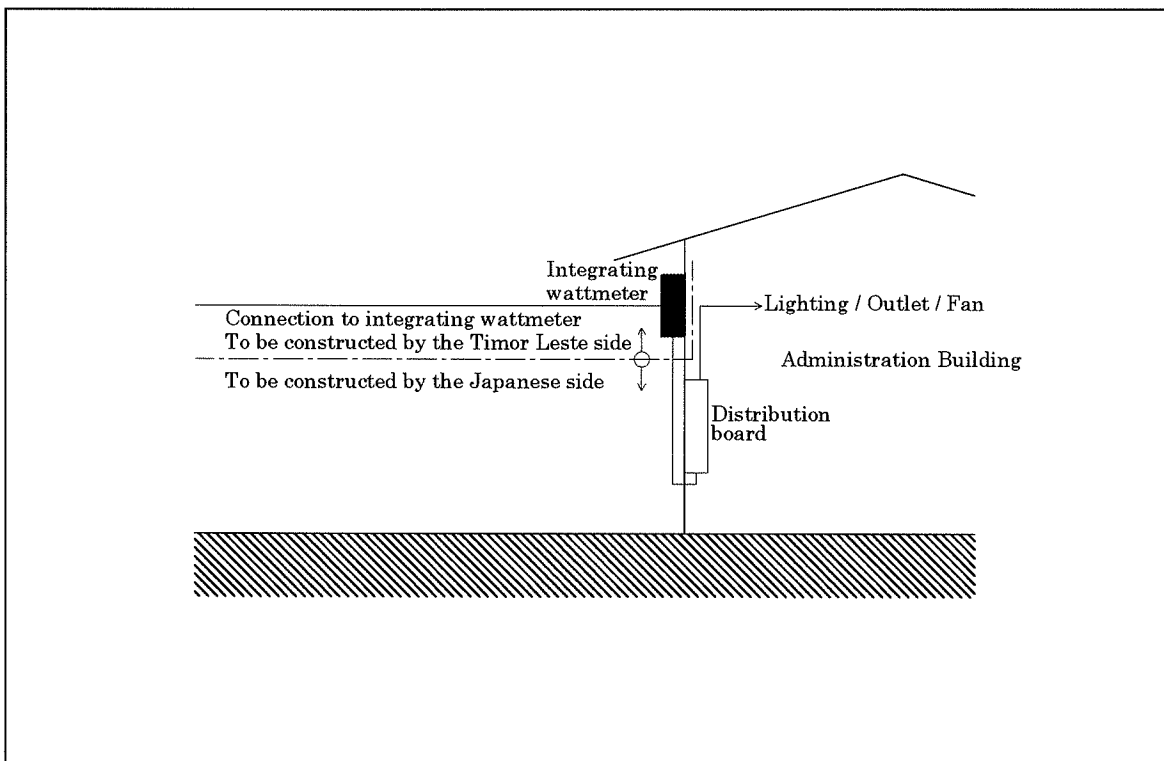 Integrating
wattmeter
Lighting / Outlet / Fan
Connection to integrating wattmeter
To be constructed by the Timor Leste side
Administration Building
To be constructed by the Japanese side
Distribution
board